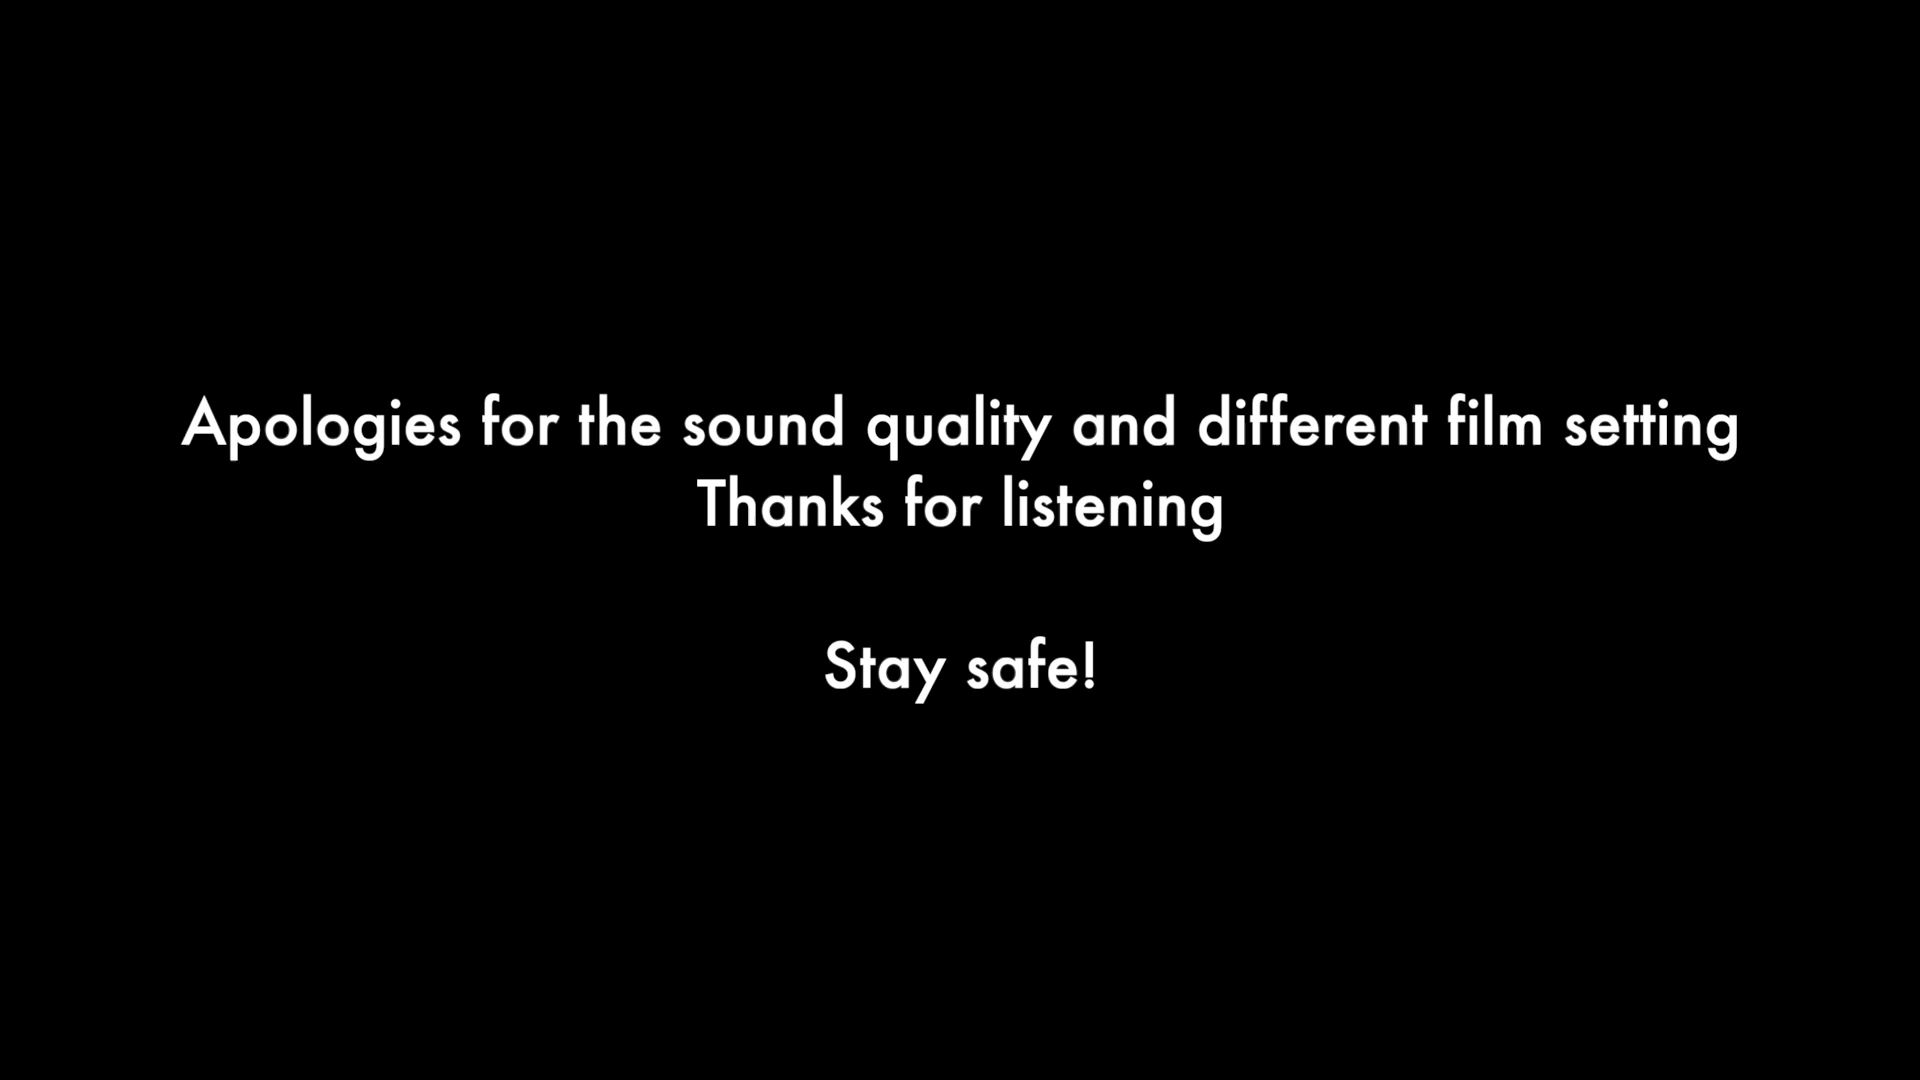 Apologies for the sound quality and different film setting
Thanks for listening
Stay safe!